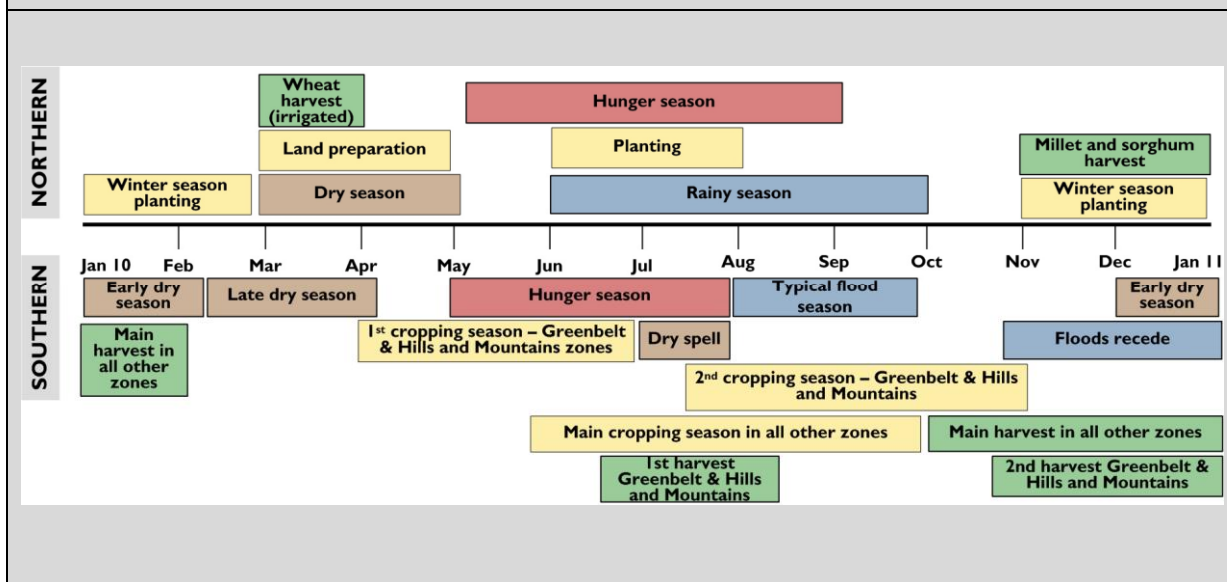 NORTHERN
Wheat
harvest
(irrigated)
Hunger season
Land preparation
Planting
Millet and sorghum
harvest
Winter season
planting
Dry season
Rainy season
Winter season
planting
Jan 10 Feb Mar Apr May Jun Jul Aug Sep Oct Nov Dec Jan 11
SOUTHERN
Early dry
season
Late dry season
Hunger season
Typical flood
season
Early dry
season
Main
harvest in
all other
zones
1st cropping season – Greenbelt
& Hills and Mountains zones
Dry spell
Floods recede
2nd cropping season – Greenbelt & Hills
and Mountains
Main cropping season in all other zones
Main harvest in all other zones
1st harvest
Greenbelt & Hills
and Mountains
2nd harvest Greenbelt &
Hills and Mountains